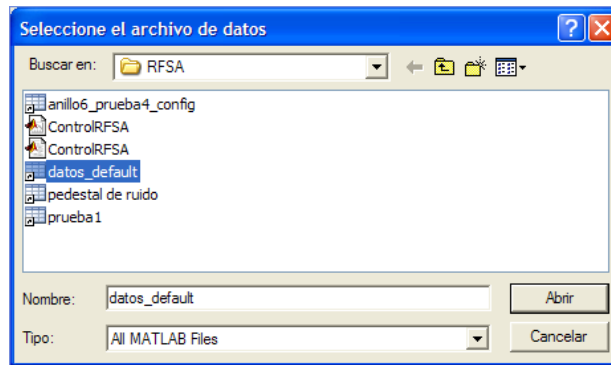 Seleccione el archivo de datos
Buscar en: RFSA
anillo6_prueba4_config
ControlRFSA
ControlRFSA
datos_default
pedestal de ruido
prueba1
Nombre: datos_default Abrir
Tipo: All MATLAB Files Cancelar